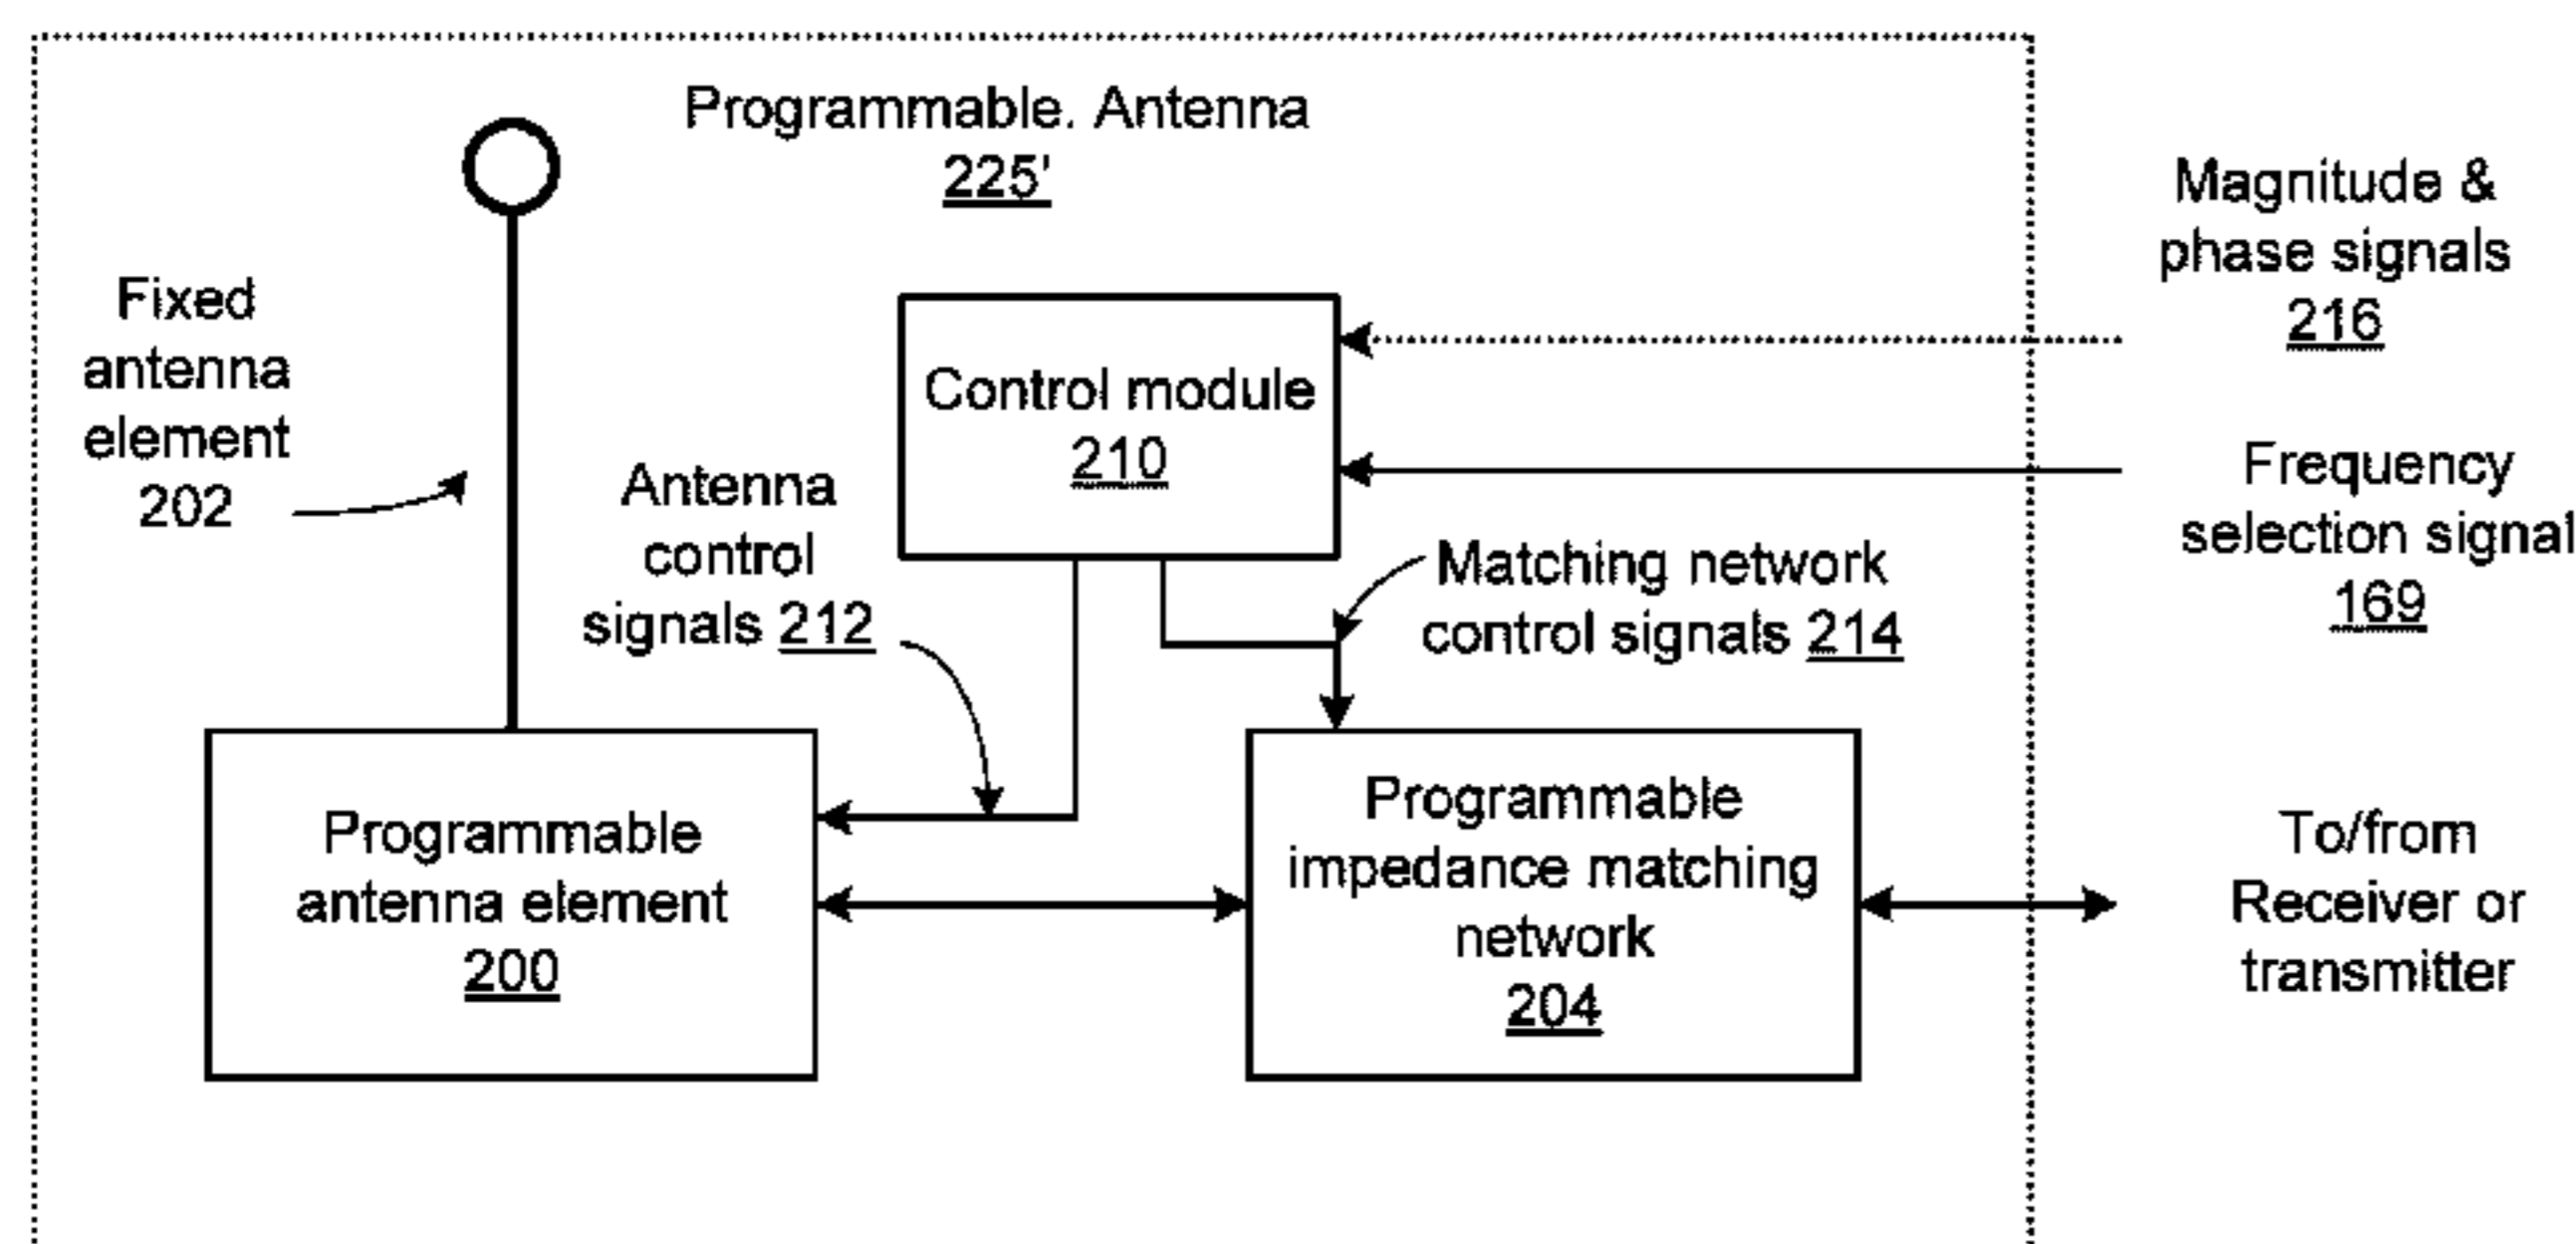 Programmable. Antenna
225'
Fixed
antenna
element
202
Antenna
control
signals 212
Control module
210
Matching network
control signals 214
Magnitude &
phase signals
216
Frequency
selection signal
169
Programmable
antenna element
200
Programmable
impedance matching
network
204
To/from
Receiver or
transmitter